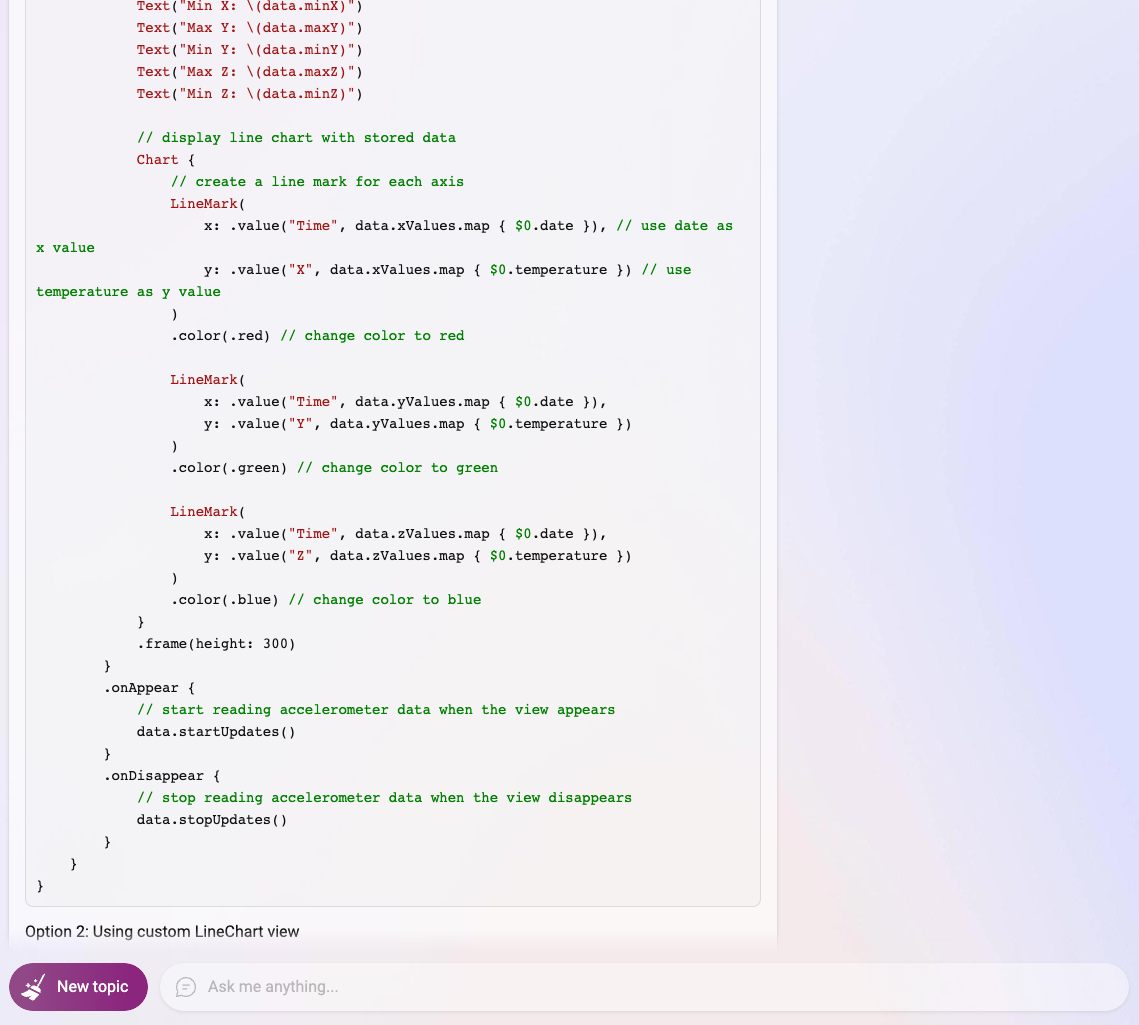 Text("Min X: \(data.minX)")
Text("Max Y: \(data.maxY)")
Text("Min Y: \(data.minY)")
Text("Max Z: \(data.maxZ)")
Text("Min Z: \(data.minZ)")
// display line chart with stored data
Chart {
// create a line mark for each axis
LineMark(
x: .value("Time", data.xValues.map { $0.date }), // use date as
x value
y: .value("X", data.xValues.map { $0.temperature }) // use
temperature as y value
)
.color(.red) // change color to red
LineMark(
x: .value("Time", data.yValues.map { $0.date }),
y: .value("Y", data.yValues.map { $0.temperature })
)
.color(.green) // change color to green
LineMark(
x: .value("Time", data.zValues.map { $0.date }),
y: .value("Z", data.zValues.map { $0.temperature })
)
.color(.blue) // change color to blue
}
.frame(height: 300)
}
.onAppear {
// start reading accelerometer data when the view appears
data.startUpdates()
}
.onDisappear {
// stop reading accelerometer data when the view disappears
data.stopUpdates()
}
}
}
Option 2: Using custom LineChart view
New topic
Ask me anything...